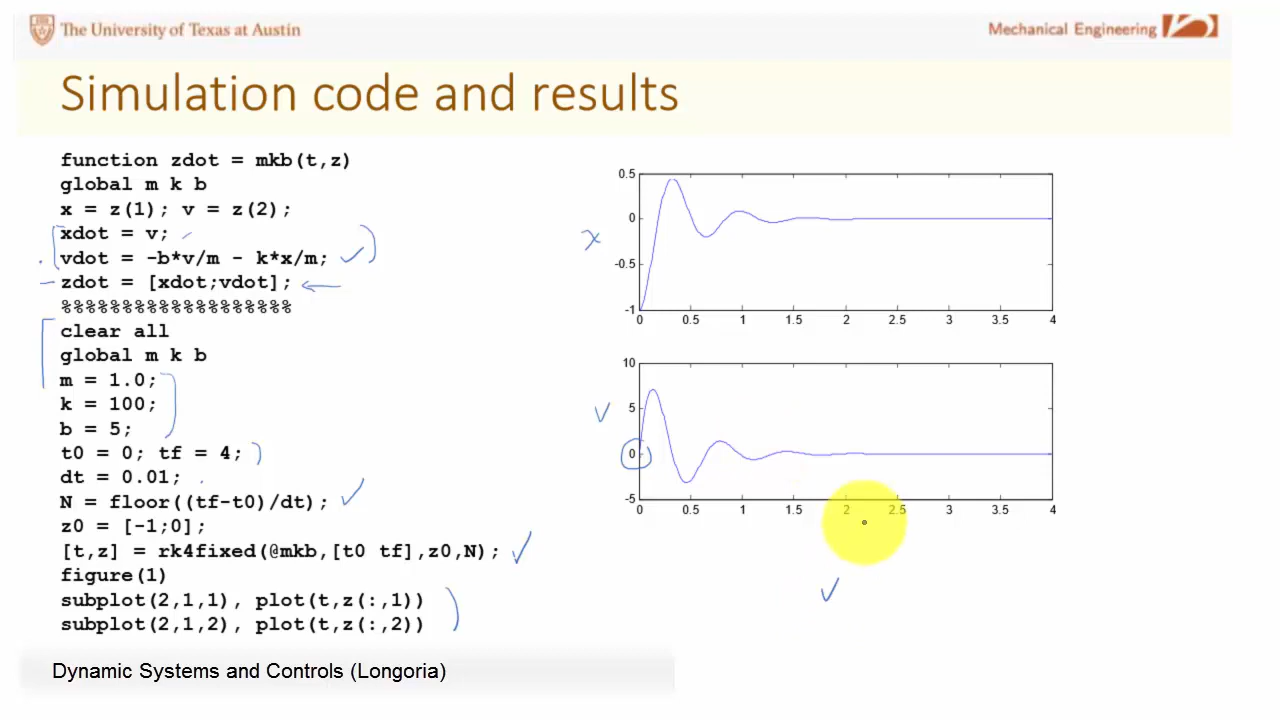 The University of Texas at Austin
Mechanical Engineering
Simulation code and results
function zdot = mkb(t,z)
global m k b
x = z(1); v = z(2);
xdot = v;
vdot = -b*v/m - k*x/m;
zdot = [xdot;vdot];
%%%%%%%%%%%%%%%%%%%
clear all
global m k b
m = 1.0;
k = 100;
b = 5;
t0 = 0; tf = 4;
dt = 0.01;
N = floor((tf-t0)/dt);
z0 = [-1;0];
[t,z] = rk4fixed(@mkb,[t0 tf],z0,N);
figure(1)
subplot(2,1,1), plot(t,z(:,1))
subplot(2,1,2), plot(t,z(:,2))
0.5
0
x
-0.5
-1
0 0.5 1 1.5 2 2.5 3 3.5 4
10
5
v
0
-5
0 0.5 1 1.5 2 2.5 3 3.5 4
Dynamic Systems and Controls (Longoria)